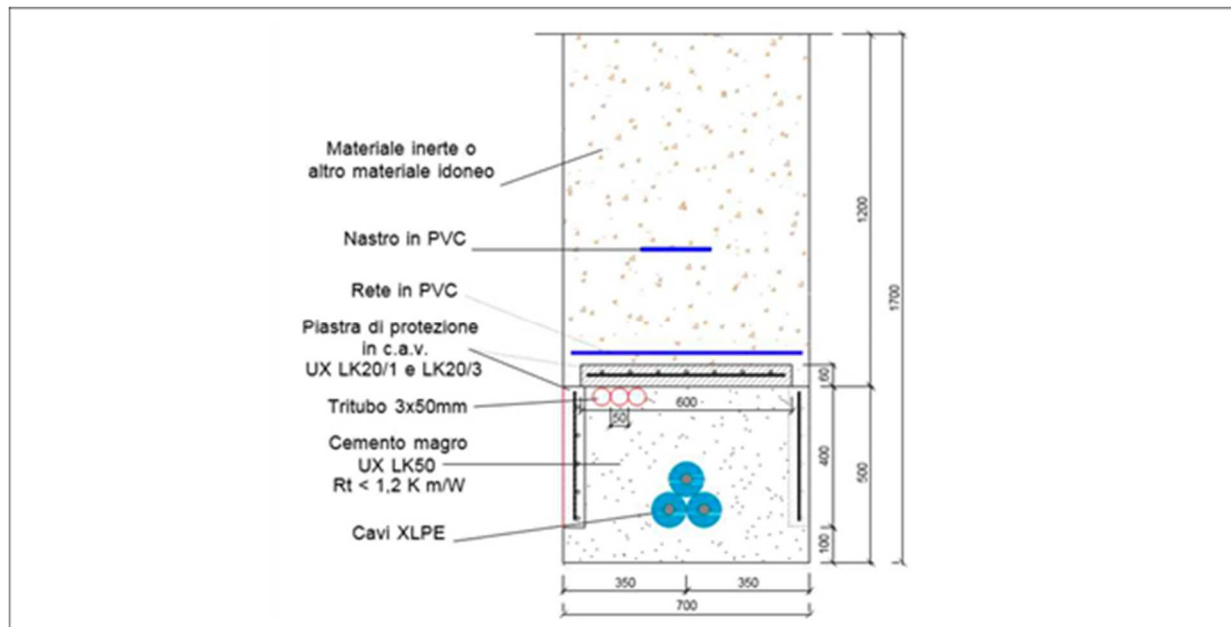 Materiale inerte o
altro materiale idoneo
Nastro in PVC
Rete in PVC
Piastra di protezione
in c.a.v.
UX LK20/1 e LK20/3
Tritubo 3x50mm
Cemento magro
UX LK50
Rt < 1,2 K m/W
Cavi XLPE
1200
1700
60
600
50
400
500
100
350
350
700